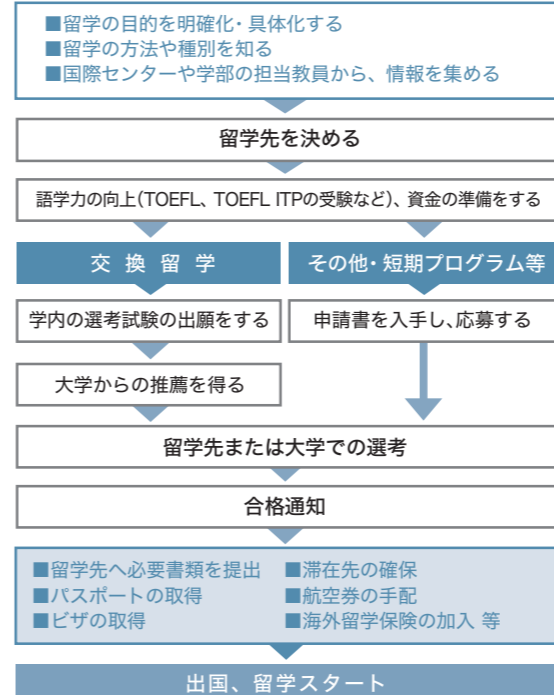 ■留学の目的を明確化・具体化する
■留学の方法や種別を知る
■国際センターや学部の担当教員から、情報を集める
留学先を決める
語学力の向上(TOEFL、TOEFL ITPの受験など)、資金の準備をする
交換留学
その他・短期プログラム等
学内の選考試験の出願をする
申請書を入手し、応募する
大学からの推薦を得る
留学先または大学での選考
合格通知
■留学先へ必要書類を提出
■パスポートの取得
■ビザの取得
■滞在先の確保
■航空券の手配
■海外留学保険の加入 等
出国、留学スタート